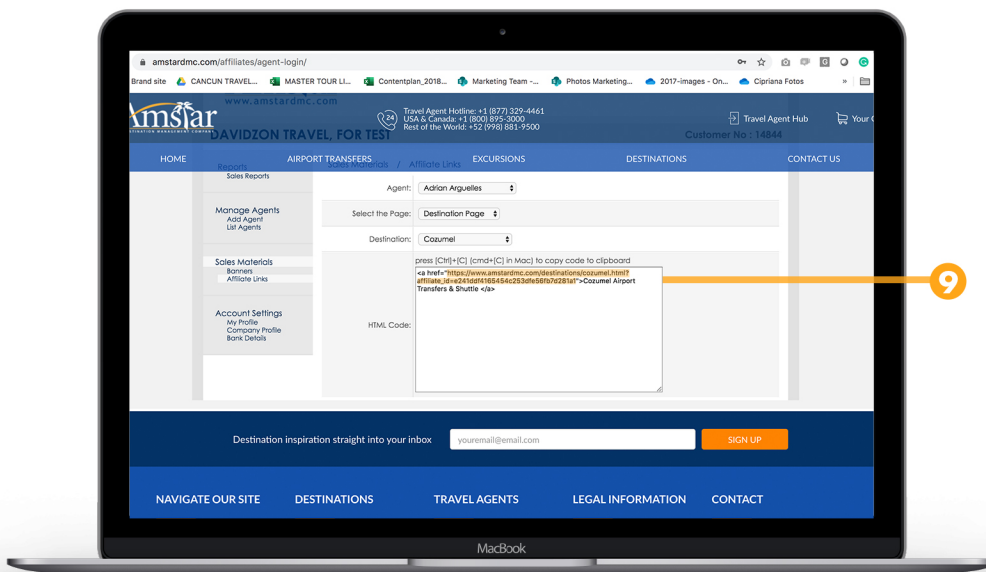 amstardmc.com/affiliates/agent-login/
Brand site CANCUN TRAVEL... MASTER TOUR LI... Contentplan_2018... Marketing Team -... Photos Marketing... 2017-images - On... Cipriana Fotos »
www.amstardmc.com
Amstar
DESTINATION MANAGEMENT COMPANY
24
Travel Agent Hotline: +1 (877) 329-4461
USA & Canada: +1 (800) 895-3000
Rest of the World: +52 (998) 881-9500
Travel Agent Hub
Your
DAVIDZON TRAVEL, FOR TEST
Customer No : 14844
HOME AIRPORT TRANSFERS EXCURSIONS DESTINATIONS CONTACT US
Reports
Sales Reports
Manage Agents
Add Agent
List Agents
Sales Materials
Banners
Affiliate Links
Account Settings
My Profile
Company Profile
Bank Details
Sales Materials / Affiliate Links
Agent: Adrian Arguelles
Select the Page: Destination Page
Destination: Cozumel
press [Ctrl]+[C] (cmd+[C] in Mac) to copy code to clipboard
HTML Code:
<a href="https://www.amstardmc.com/destinations/cozumel.html?
affiliate_id=e241ddf4165454c253dfe56fb7d281a1">Cozumel Airport
Transfers & Shuttle </a>
9
Destination inspiration straight into your inbox youremail@email.com SIGN UP
NAVIGATE OUR SITE DESTINATIONS TRAVEL AGENTS LEGAL INFORMATION CONTACT
MacBook